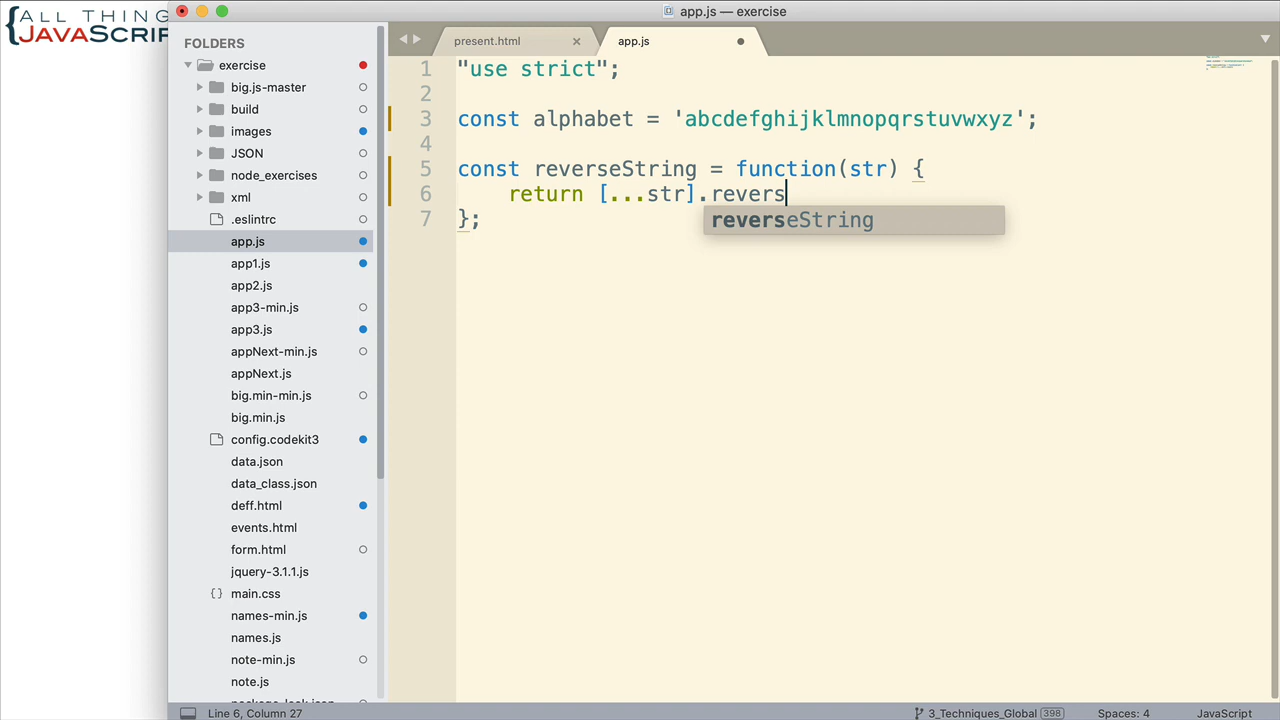 {ALL THING
JAVASCRIP
app.js — exercise
FOLDERS
exercise
big.js-master
build
images
JSON
node_exercises
xml
.eslintrc
app.js
app1.js
app2.js
app3-min.js
app3.js
appNext-min.js
appNext.js
big.min-min.js
big.min.js
config.codekit3
data.json
data_class.json
deff.html
events.html
form.html
jquery-3.1.1.js
{} main.css
names-min.js
names.js
note-min.js
note.js
package-lock.json
present.html ×
app.js
1 "use strict";
2
3 const alphabet = 'abcdefghijklmnopqrstuvwxyz';
4
5 const reverseString = function(str) {
6     return [...str].revers
reverseString
7 };
Line 6, Column 27
3_Techniques_Global 398
Spaces: 4
JavaScript